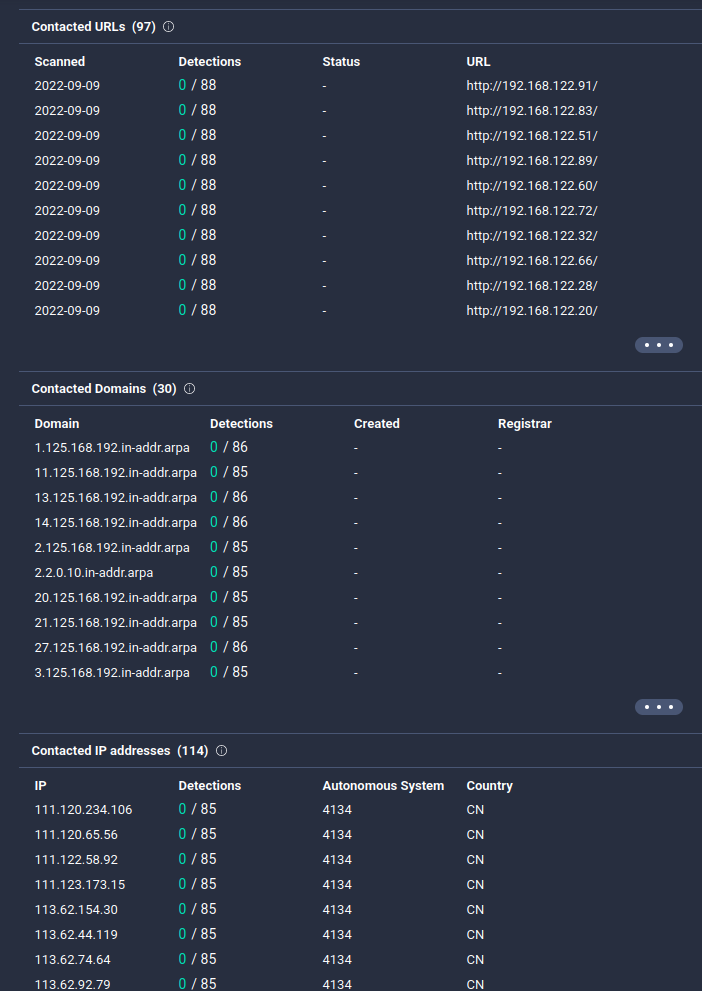 Contacted URLs (97)
Scanned Detections Status URL
2022-09-09 0 / 88 - http://192.168.122.91/
2022-09-09 0 / 88 - http://192.168.122.83/
2022-09-09 0 / 88 - http://192.168.122.51/
2022-09-09 0 / 88 - http://192.168.122.89/
2022-09-09 0 / 88 - http://192.168.122.60/
2022-09-09 0 / 88 - http://192.168.122.72/
2022-09-09 0 / 88 - http://192.168.122.32/
2022-09-09 0 / 88 - http://192.168.122.66/
2022-09-09 0 / 88 - http://192.168.122.28/
2022-09-09 0 / 88 - http://192.168.122.20/
Contacted Domains (30)
Domain Detections Created Registrar
1.125.168.192.in-addr.arpa 0 / 86 - -
11.125.168.192.in-addr.arpa 0 / 85 - -
13.125.168.192.in-addr.arpa 0 / 86 - -
14.125.168.192.in-addr.arpa 0 / 86 - -
2.125.168.192.in-addr.arpa 0 / 85 - -
2.2.0.10.in-addr.arpa 0 / 85 - -
20.125.168.192.in-addr.arpa 0 / 85 - -
21.125.168.192.in-addr.arpa 0 / 85 - -
27.125.168.192.in-addr.arpa 0 / 86 - -
3.125.168.192.in-addr.arpa 0 / 85 - -
Contacted IP addresses (114)
IP Detections Autonomous System Country
111.120.234.106 0 / 85 4134 CN
111.120.65.56 0 / 85 4134 CN
111.122.58.92 0 / 85 4134 CN
111.123.173.15 0 / 85 4134 CN
113.62.154.30 0 / 85 4134 CN
113.62.44.119 0 / 85 4134 CN
113.62.74.64 0 / 85 4134 CN
113.62.92.79 0 / 85 4134 CN